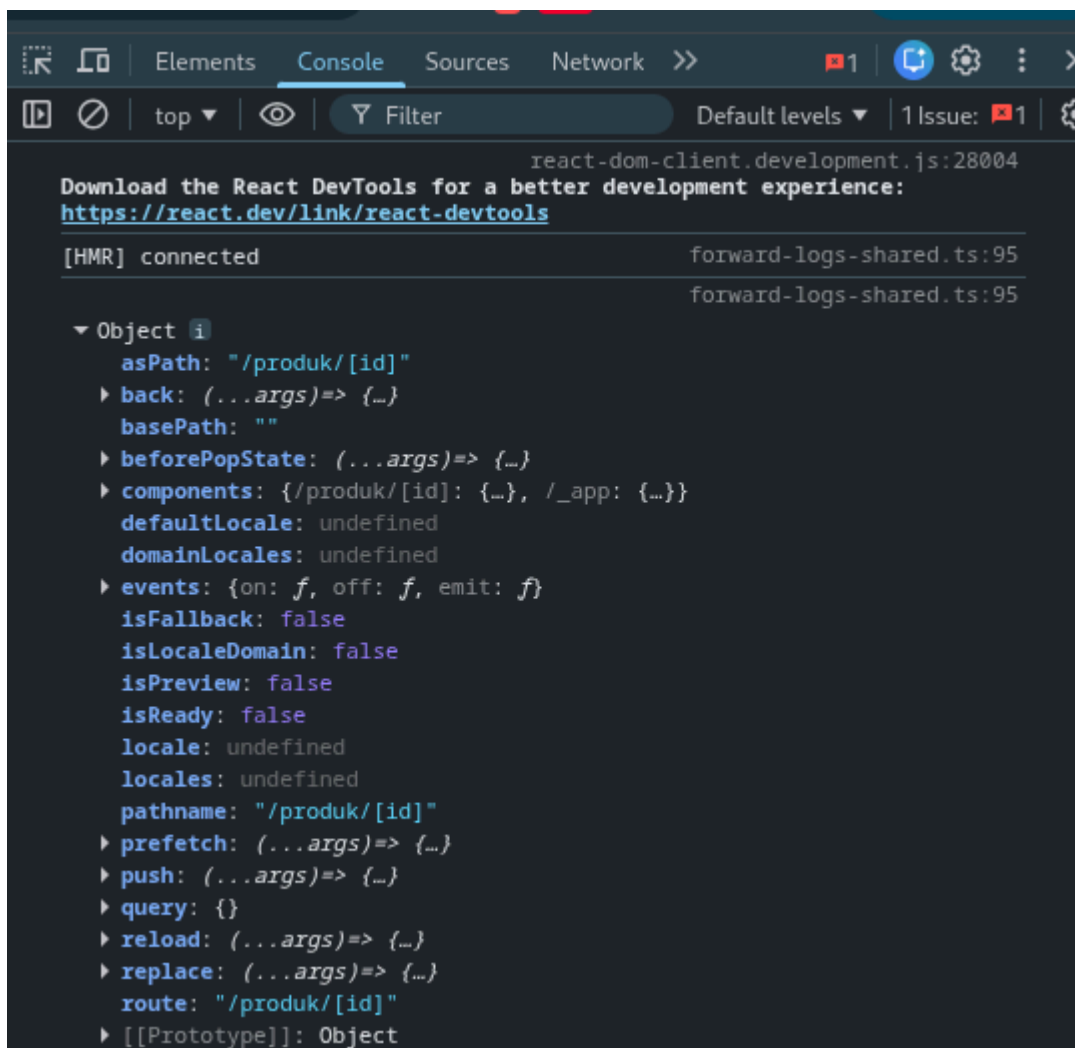 Elements Console Sources Network 1
top ▼ Filter Default levels ▼ 1 Issue: 1
react-dom-client.development.js:28004
Download the React DevTools for a better development experience:
https://react.dev/link/react-devtools
[HMR] connected forward-logs-shared.ts:95
forward-logs-shared.ts:95
▼ Object i
asPath: "/produk/[id]"
▶ back: (...args)=> {…}
basePath: ""
▶ beforePopState: (...args)=> {…}
▶ components: {/produk/[id]: {…}, /_app: {…}}
defaultLocale: undefined
domainLocales: undefined
▶ events: {on: ƒ, off: ƒ, emit: ƒ}
isFallback: false
isLocaleDomain: false
isPreview: false
isReady: false
locale: undefined
locales: undefined
pathname: "/produk/[id]"
▶ prefetch: (...args)=> {…}
▶ push: (...args)=> {…}
▶ query: {}
▶ reload: (...args)=> {…}
▶ replace: (...args)=> {…}
route: "/produk/[id]"
▶ [[Prototype]]: Object